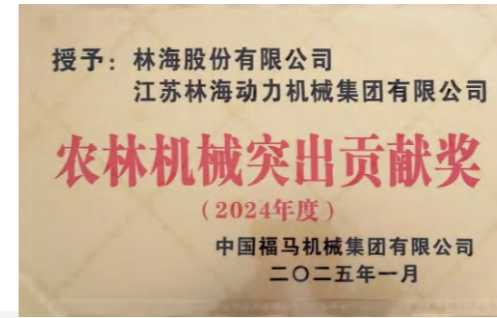 授予：林海股份有限公司
江苏林海动力机械集团有限公司
农林机械突出贡献奖
（2024年度）
中国福马机械集团有限公司
二〇二五年一月